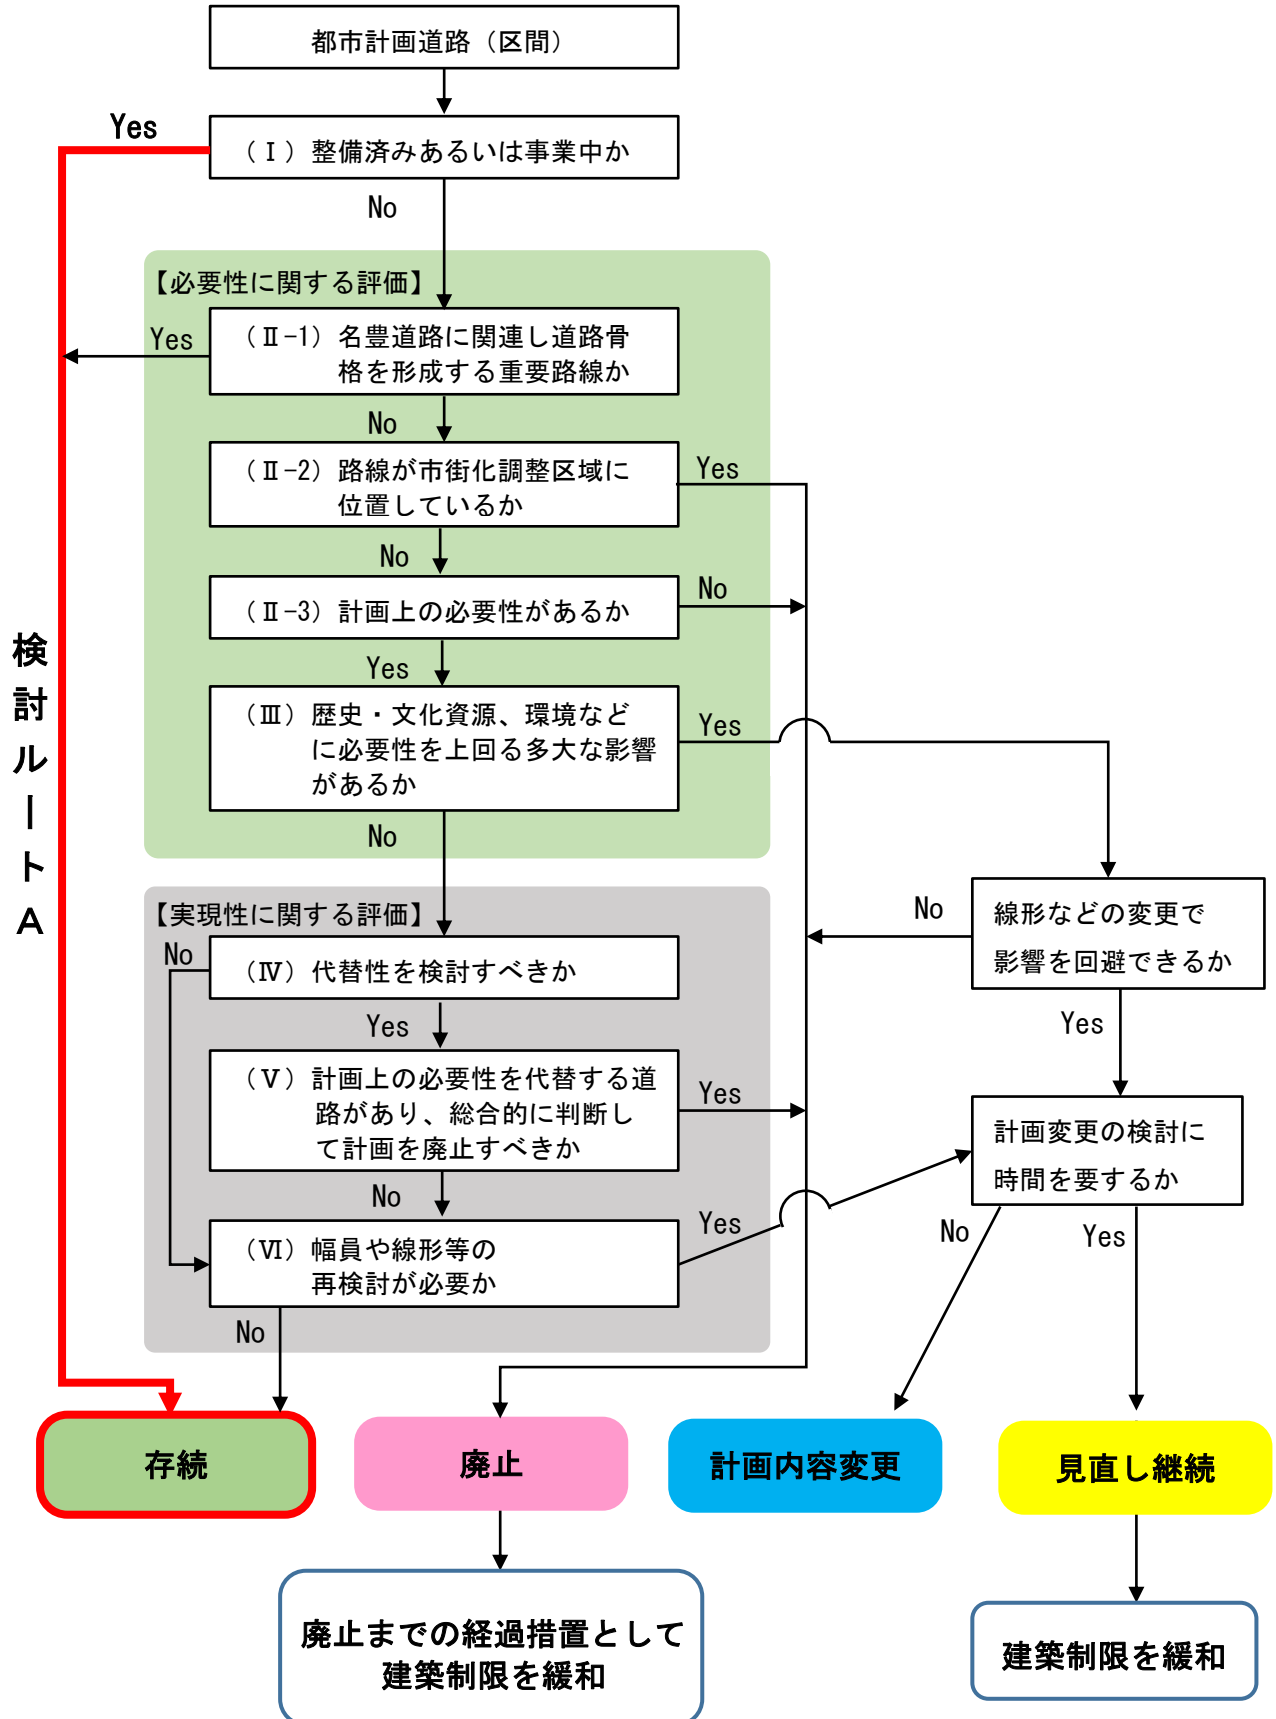 都市計画道路（区間）
Yes
（Ⅰ）整備済みあるいは事業中か
No
【必要性に関する評価】
Yes
（Ⅱ-1）名豊道路に関連し道路骨
格を形成する重要路線か
No
（Ⅱ-2）路線が市街化調整区域に
位置しているか
Yes
No
（Ⅱ-3）計画上の必要性があるか
No
Yes
（Ⅲ）歴史・文化資源、環境など
に必要性を上回る多大な影響
があるか
Yes
No
検討ルートA
【実現性に関する評価】
No
（Ⅳ）代替性を検討すべきか
No
線形などの変更で
影響を回避できるか
Yes
Yes
（Ⅴ）計画上の必要性を代替する道
路があり、総合的に判断し
て計画を廃止すべきか
Yes
計画変更の検討に
時間を要するか
No
（Ⅵ）幅員や線形等の
再検討が必要か
Yes
No
Yes
No
存続
廃止
計画内容変更
見直し継続
廃止までの経過措置として
建築制限を緩和
建築制限を緩和